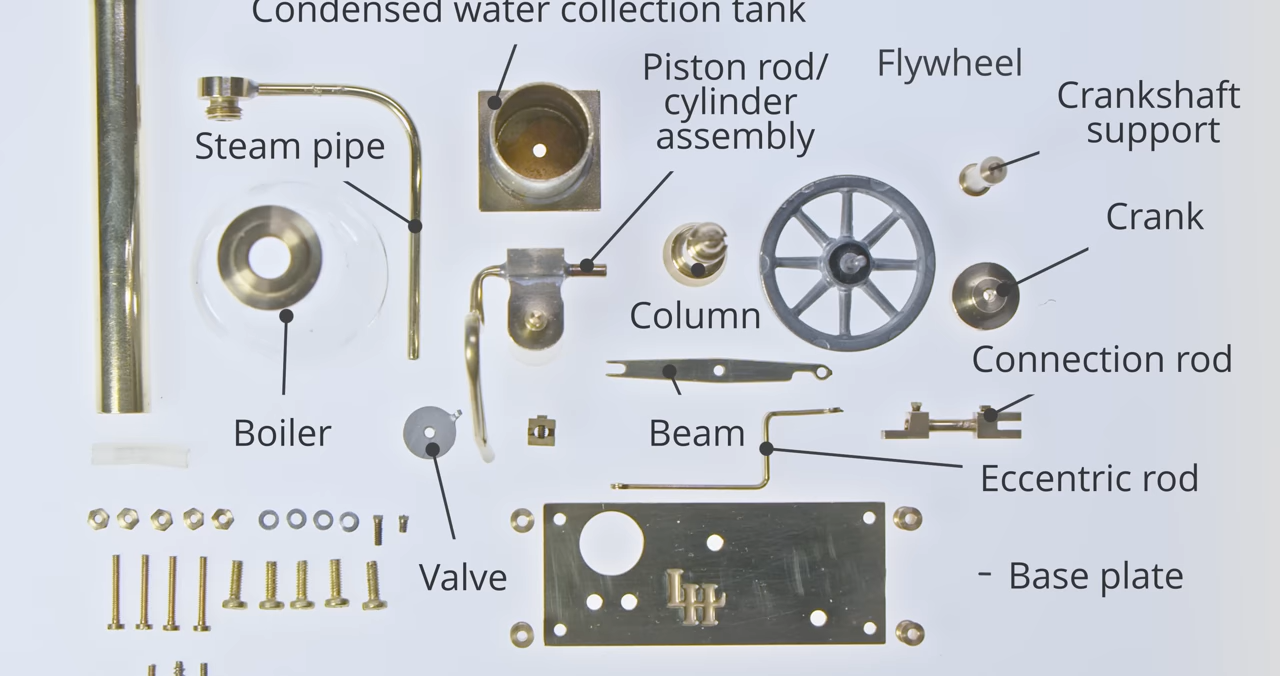 Condensed water collection tank
Piston rod/
cylinder
assembly
Flywheel
Crankshaft
support
Steam pipe
Crank
Column
Connection rod
Boiler
Beam
Eccentric rod
Valve
Base plate
LH